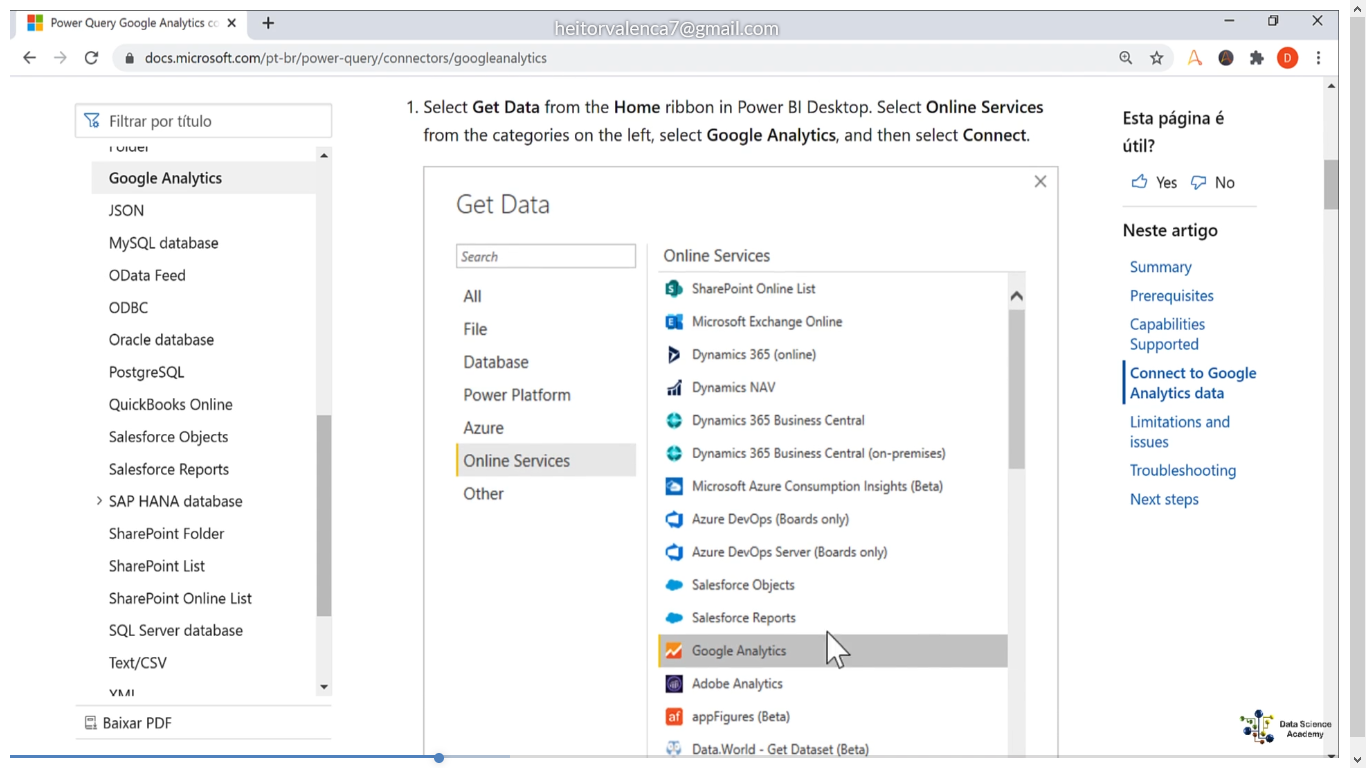 Power Query Google Analytics co
heitorvalenca7@gmail.com
docs.microsoft.com/pt-br/power-query/connectors/googleanalytics
D
Filtrar por título
Folder
Google Analytics
JSON
MySQL database
OData Feed
ODBC
Oracle database
PostgreSQL
QuickBooks Online
Salesforce Objects
Salesforce Reports
SAP HANA database
SharePoint Folder
SharePoint List
SharePoint Online List
SQL Server database
Text/CSV
XML
Baixar PDF
1. Select Get Data from the Home ribbon in Power BI Desktop. Select Online Services
from the categories on the left, select Google Analytics, and then select Connect.
Get Data
Search
All
File
Database
Power Platform
Azure
Online Services
Other
Online Services
SharePoint Online List
Microsoft Exchange Online
Dynamics 365 (online)
Dynamics NAV
Dynamics 365 Business Central
Dynamics 365 Business Central (on-premises)
Microsoft Azure Consumption Insights (Beta)
Azure DevOps (Boards only)
Azure DevOps Server (Boards only)
Salesforce Objects
Salesforce Reports
Google Analytics
Adobe Analytics
af appFigures (Beta)
Data.World - Get Dataset (Beta)
Esta página é
útil?
Yes No
Neste artigo
Summary
Prerequisites
Capabilities
Supported
Connect to Google
Analytics data
Limitations and
issues
Troubleshooting
Next steps
Data Science
Academy